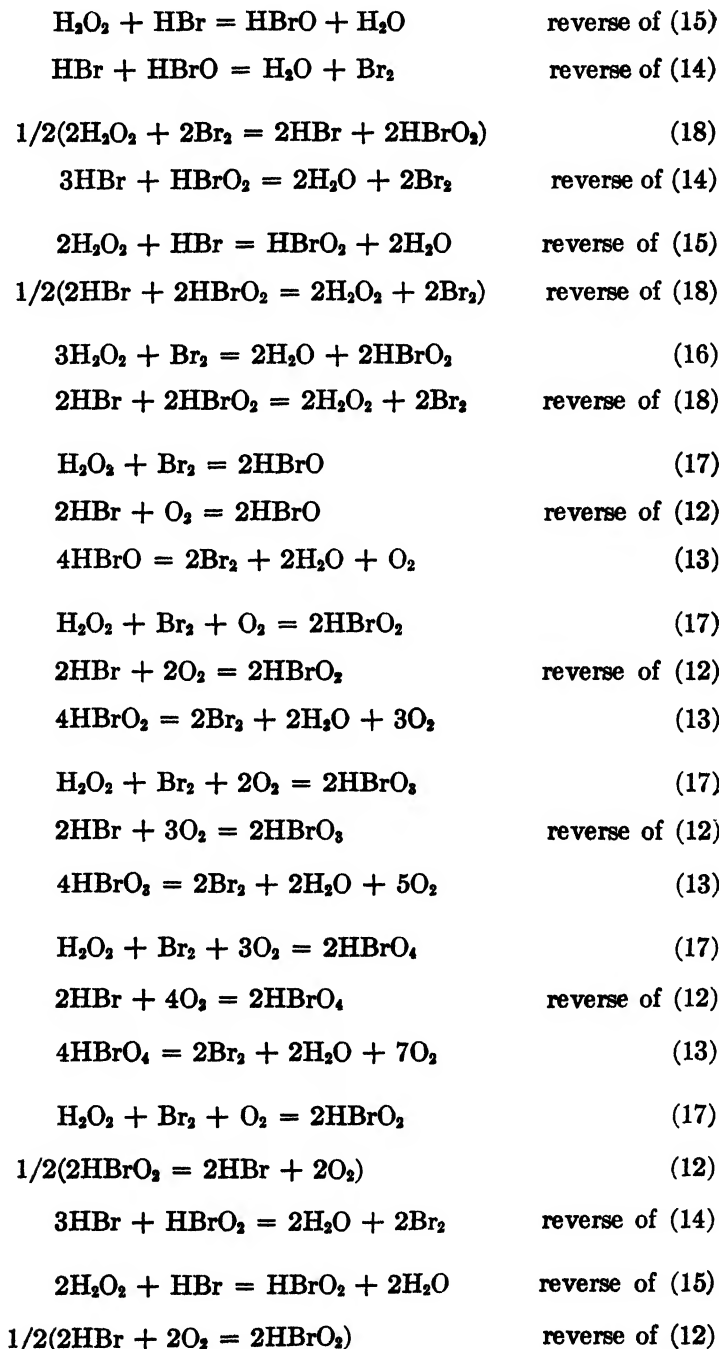 H₂O₂ + HBr = HBrO + H₂O reverse of (15)
HBr + HBrO = H₂O + Br₂ reverse of (14)
1/2(2H₂O₂ + 2Br₂ = 2HBr + 2HBrO₂) (18)
3HBr + HBrO₂ = 2H₂O + 2Br₂ reverse of (14)
2H₂O₂ + HBr = HBrO₂ + 2H₂O reverse of (15)
1/2(2HBr + 2HBrO₂ = 2H₂O₂ + 2Br₂) reverse of (18)
3H₂O₂ + Br₂ = 2H₂O + 2HBrO₂ (16)
2HBr + 2HBrO₂ = 2H₂O₂ + 2Br₂ reverse of (18)
H₂O₂ + Br₂ = 2HBrO (17)
2HBr + O₂ = 2HBrO reverse of (12)
4HBrO = 2Br₂ + 2H₂O + O₂ (13)
H₂O₂ + Br₂ + O₂ = 2HBrO₂ (17)
2HBr + 2O₂ = 2HBrO₂ reverse of (12)
4HBrO₂ = 2Br₂ + 2H₂O + 3O₂ (13)
H₂O₂ + Br₂ + 2O₂ = 2HBrO₃ (17)
2HBr + 3O₂ = 2HBrO₃ reverse of (12)
4HBrO₃ = 2Br₂ + 2H₂O + 5O₂ (13)
H₂O₂ + Br₂ + 3O₂ = 2HBrO₄ (17)
2HBr + 4O₂ = 2HBrO₄ reverse of (12)
4HBrO₄ = 2Br₂ + 2H₂O + 7O₂ (13)
H₂O₂ + Br₂ + O₂ = 2HBrO₂ (17)
1/2(2HBrO₂ = 2HBr + 2O₂) (12)
3HBr + HBrO₂ = 2H₂O + 2Br₂ reverse of (14)
2H₂O₂ + HBr = HBrO₂ + 2H₂O reverse of (15)
1/2(2HBr + 2O₂ = 2HBrO₂) reverse of (12)